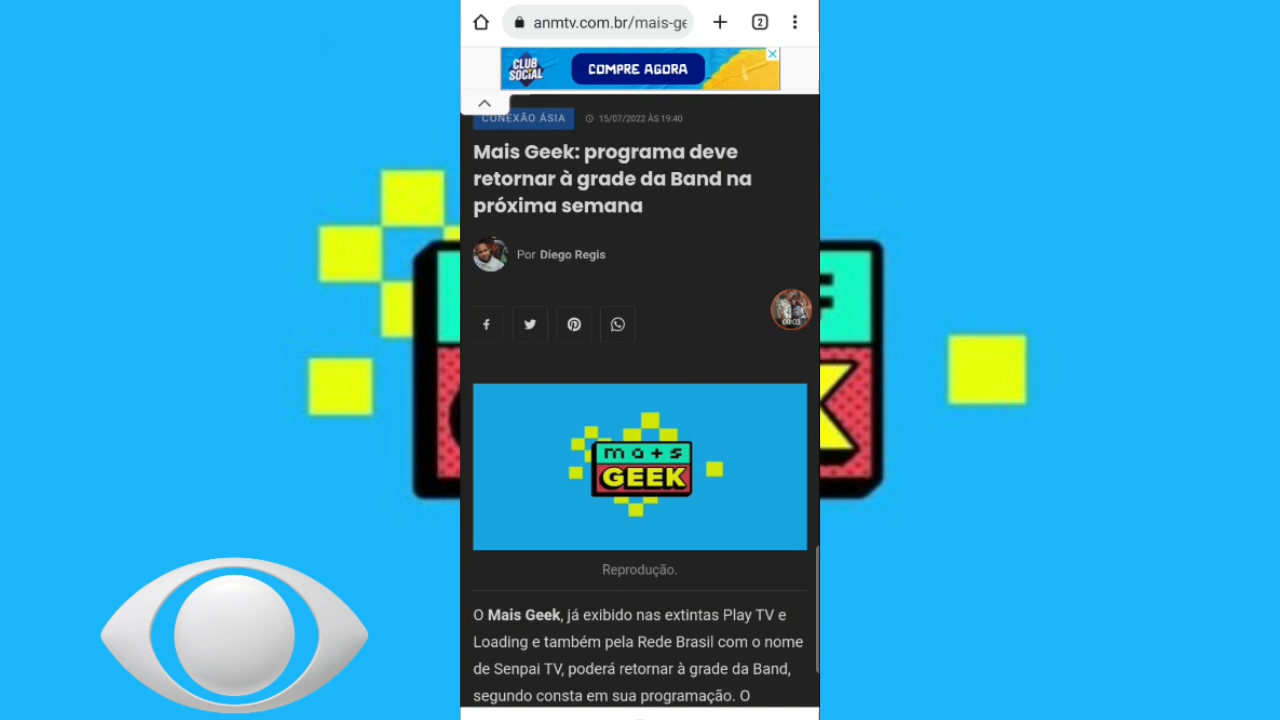 anmtv.com.br/mais-ge
2
CLUB
SOCIAL
COMPRE AGORA
CONEXÃO ÁSIA
15/07/2022 ÀS 19:40
Mais Geek: programa deve
retornar à grade da Band na
próxima semana
Por Diego Regis
00:03
mais
GEEK
Reprodução.
O Mais Geek, já exibido nas extintas Play TV e
Loading e também pela Rede Brasil com o nome
de Senpai TV, poderá retornar à grade da Band,
segundo consta em sua programação. O